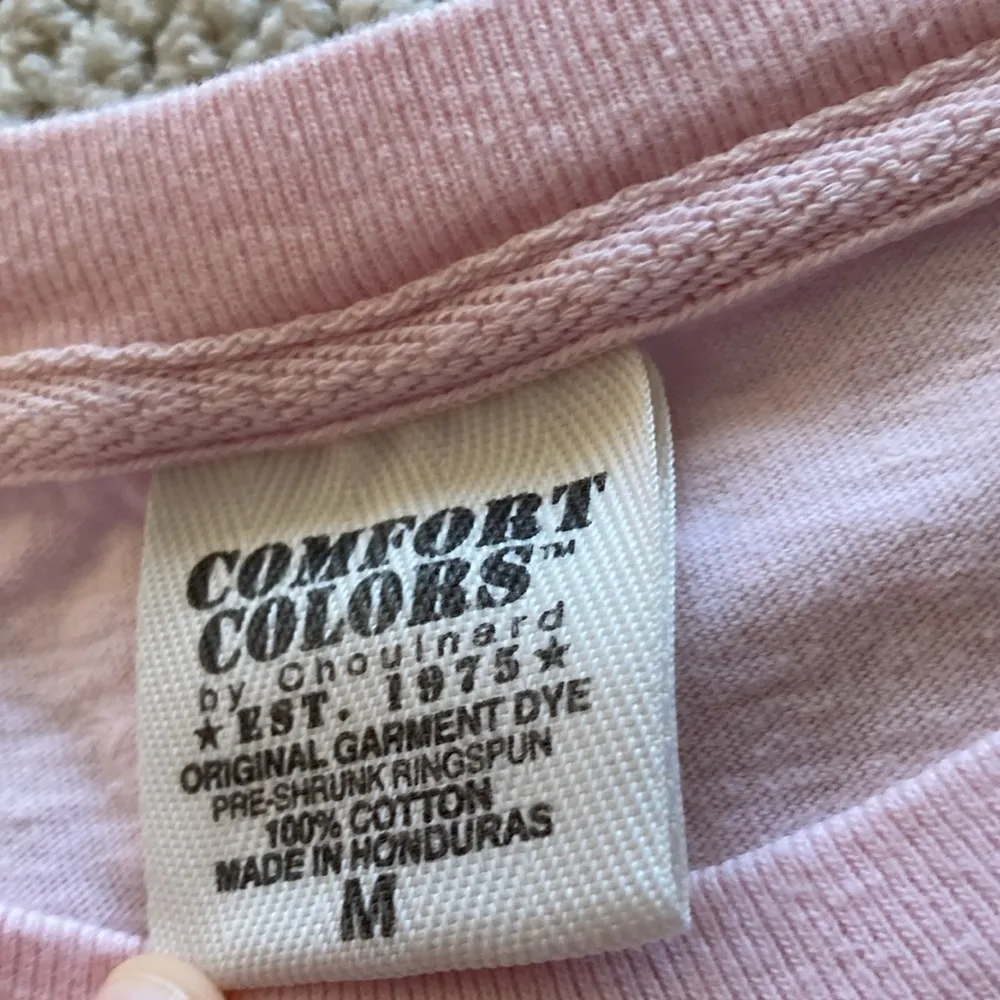 COMFORT
COLORS™
by Chouinard
★ EST. 1975 ★
ORIGINAL GARMENT DYE
PRE-SHRUNK RINGSPUN
100% COTTON
MADE IN HONDURAS
M